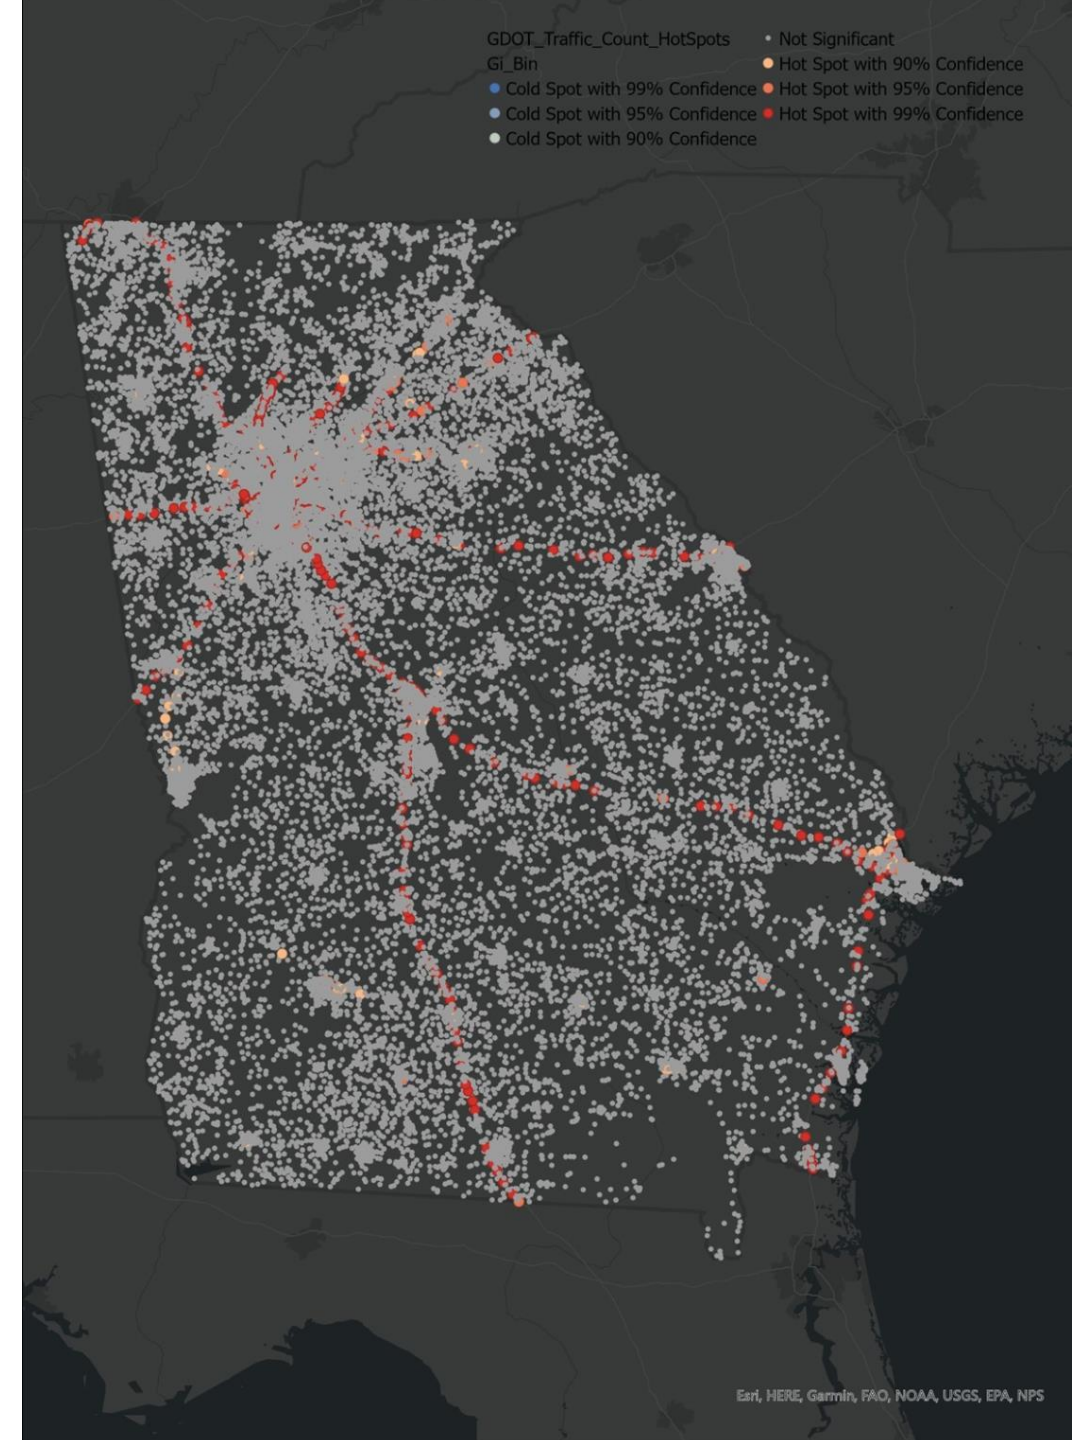 GDOT_Traffic_Count_HotSpots
Gi_Bin
Cold Spot with 99% Confidence
Cold Spot with 95% Confidence
Cold Spot with 90% Confidence
Not Significant
Hot Spot with 90% Confidence
Hot Spot with 95% Confidence
Hot Spot with 99% Confidence
Esri, HERE, Garmin, FAO, NOAA, USGS, EPA, NPS